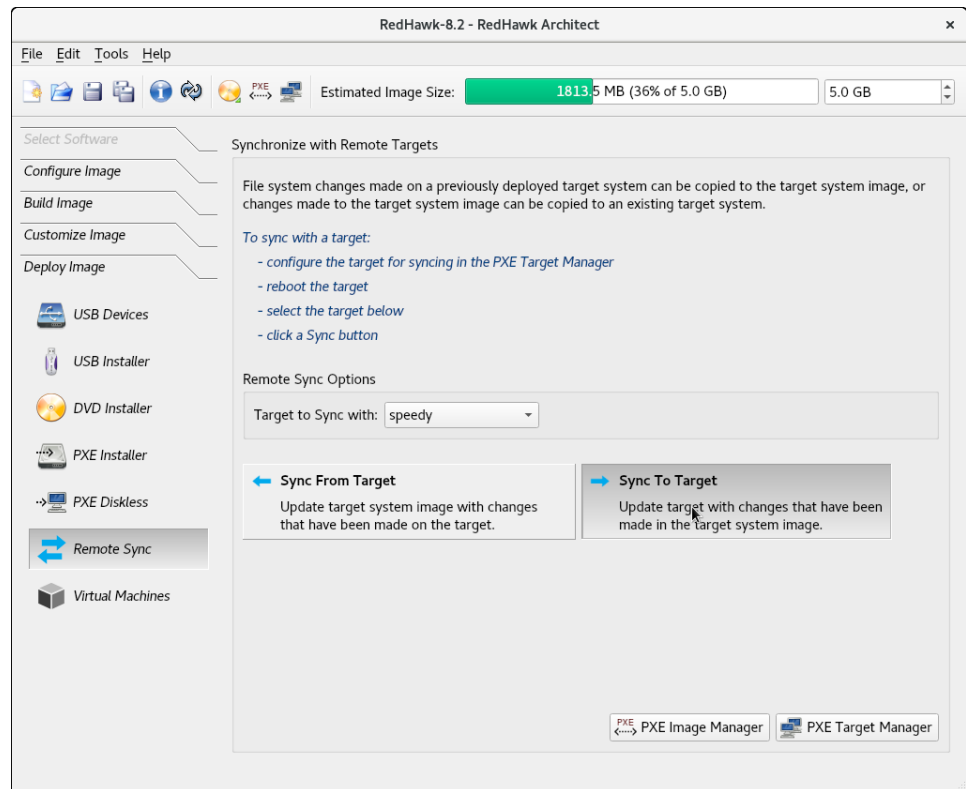 RedHawk-8.2 - RedHawk Architect
File Edit Tools Help
PXE
Estimated Image Size:
1813.5 MB (36% of 5.0 GB)
5.0 GB
Select Software
Configure Image
Build Image
Customize Image
Deploy Image
USB Devices
USB Installer
DVD Installer
PXE Installer
PXE Diskless
Remote Sync
Virtual Machines
Synchronize with Remote Targets
File system changes made on a previously deployed target system can be copied to the target system image, or
changes made to the target system image can be copied to an existing target system.
To sync with a target:
- configure the target for syncing in the PXE Target Manager
- reboot the target
- select the target below
- click a Sync button
Remote Sync Options
Target to Sync with: speedy
Sync From Target
Update target system image with changes
that have been made on the target.
Sync To Target
Update target with changes that have been
made in the target system image.
PXE
PXE Image Manager
PXE Target Manager